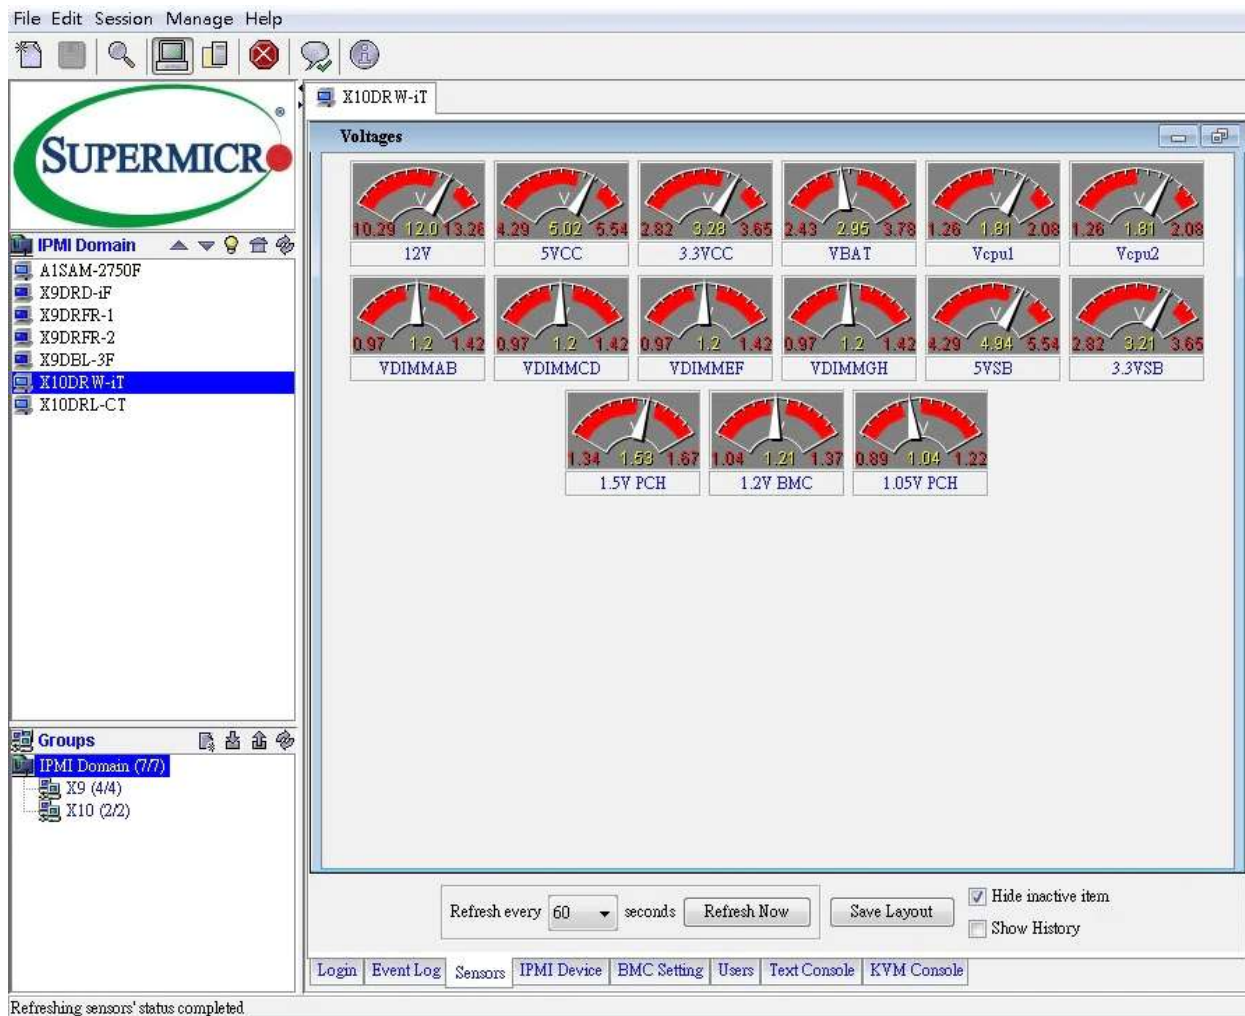 File Edit Session Manage Help
SUPERMICRO
®
X10DRW-iT
Voltages
10.29 12.0 13.26 4.29 5.02 5.54 2.82 3.28 3.65 2.43 2.95 3.78 1.26 1.81 2.08 1.26 1.81 2.08
12V 5VCC 3.3VCC VBAT Vcpu1 Vcpu2
0.97 1.2 1.42 0.97 1.2 1.42 0.97 1.2 1.42 0.97 1.2 1.42 4.29 4.94 5.54 2.82 3.21 3.65
VDIMMAB VDIMMCD VDIMMEF VDIMMGH 5VSB 3.3VSB
1.34 1.53 1.67 1.04 1.21 1.37 0.89 1.04 1.22
1.5V PCH 1.2V BMC 1.05V PCH
IPMI Domain
A1SAM-2750F
X9DRD-iF
X9DRFR-1
X9DRFR-2
X9DBL-3F
X10DRW-iT
X10DRL-CT
Groups
IPMI Domain (7/7)
X9 (4/4)
X10 (2/2)
Refresh every 60 seconds Refresh Now Save Layout
Hide inactive item
Show History
Login Event Log Sensors IPMI Device BMC Setting Users Text Console KVM Console
Refreshing sensors' status completed